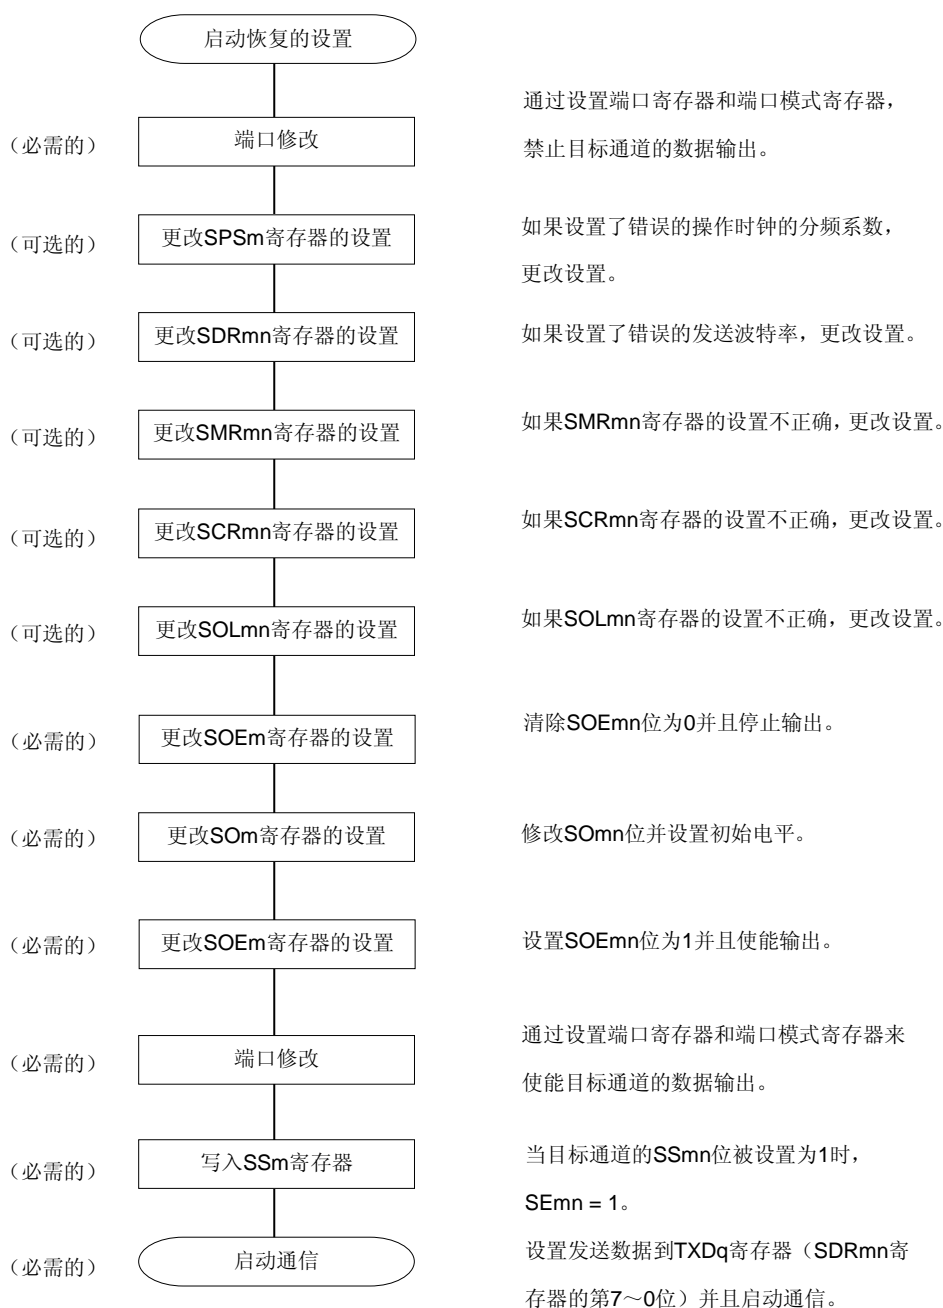 启动恢复的设置
通过设置端口寄存器和端口模式寄存器，
（必需的）
端口修改
禁止目标通道的数据输出。
（可选的）
更改SPSm寄存器的设置
如果设置了错误的操作时钟的分频系数，
更改设置。
（可选的）
更改SDRmn寄存器的设置
如果设置了错误的发送波特率，更改设置。
（可选的）
更改SMRmn寄存器的设置
如果SMRmn寄存器的设置不正确，更改设置。
（可选的）
更改SCRmn寄存器的设置
如果SCRmn寄存器的设置不正确，更改设置。
（可选的）
更改SOLmn寄存器的设置
如果SOLmn寄存器的设置不正确，更改设置。
（必需的）
更改SOEm寄存器的设置
清除SOEmn位为0并且停止输出。
（必需的）
更改SOm寄存器的设置
修改SOmn位并设置初始电平。
（必需的）
更改SOEm寄存器的设置
设置SOEmn位为1并且使能输出。
（必需的）
端口修改
通过设置端口寄存器和端口模式寄存器来
使能目标通道的数据输出。
（必需的）
写入SSm寄存器
当目标通道的SSmn位被设置为1时，
SEmn = 1。
（必需的）
启动通信
设置发送数据到TXDq寄存器（SDRmn寄
存器的第7～0位）并且启动通信。